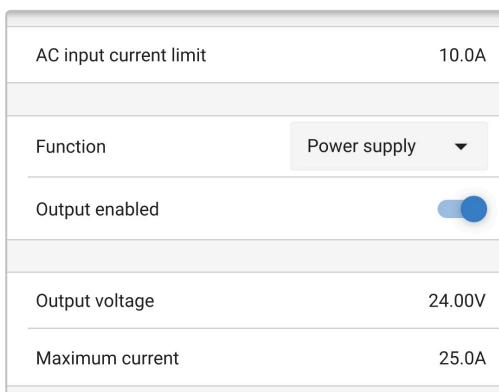 AC input current limit 10.0A
Function Power supply
Output enabled
Output voltage 24.00V
Maximum current 25.0A